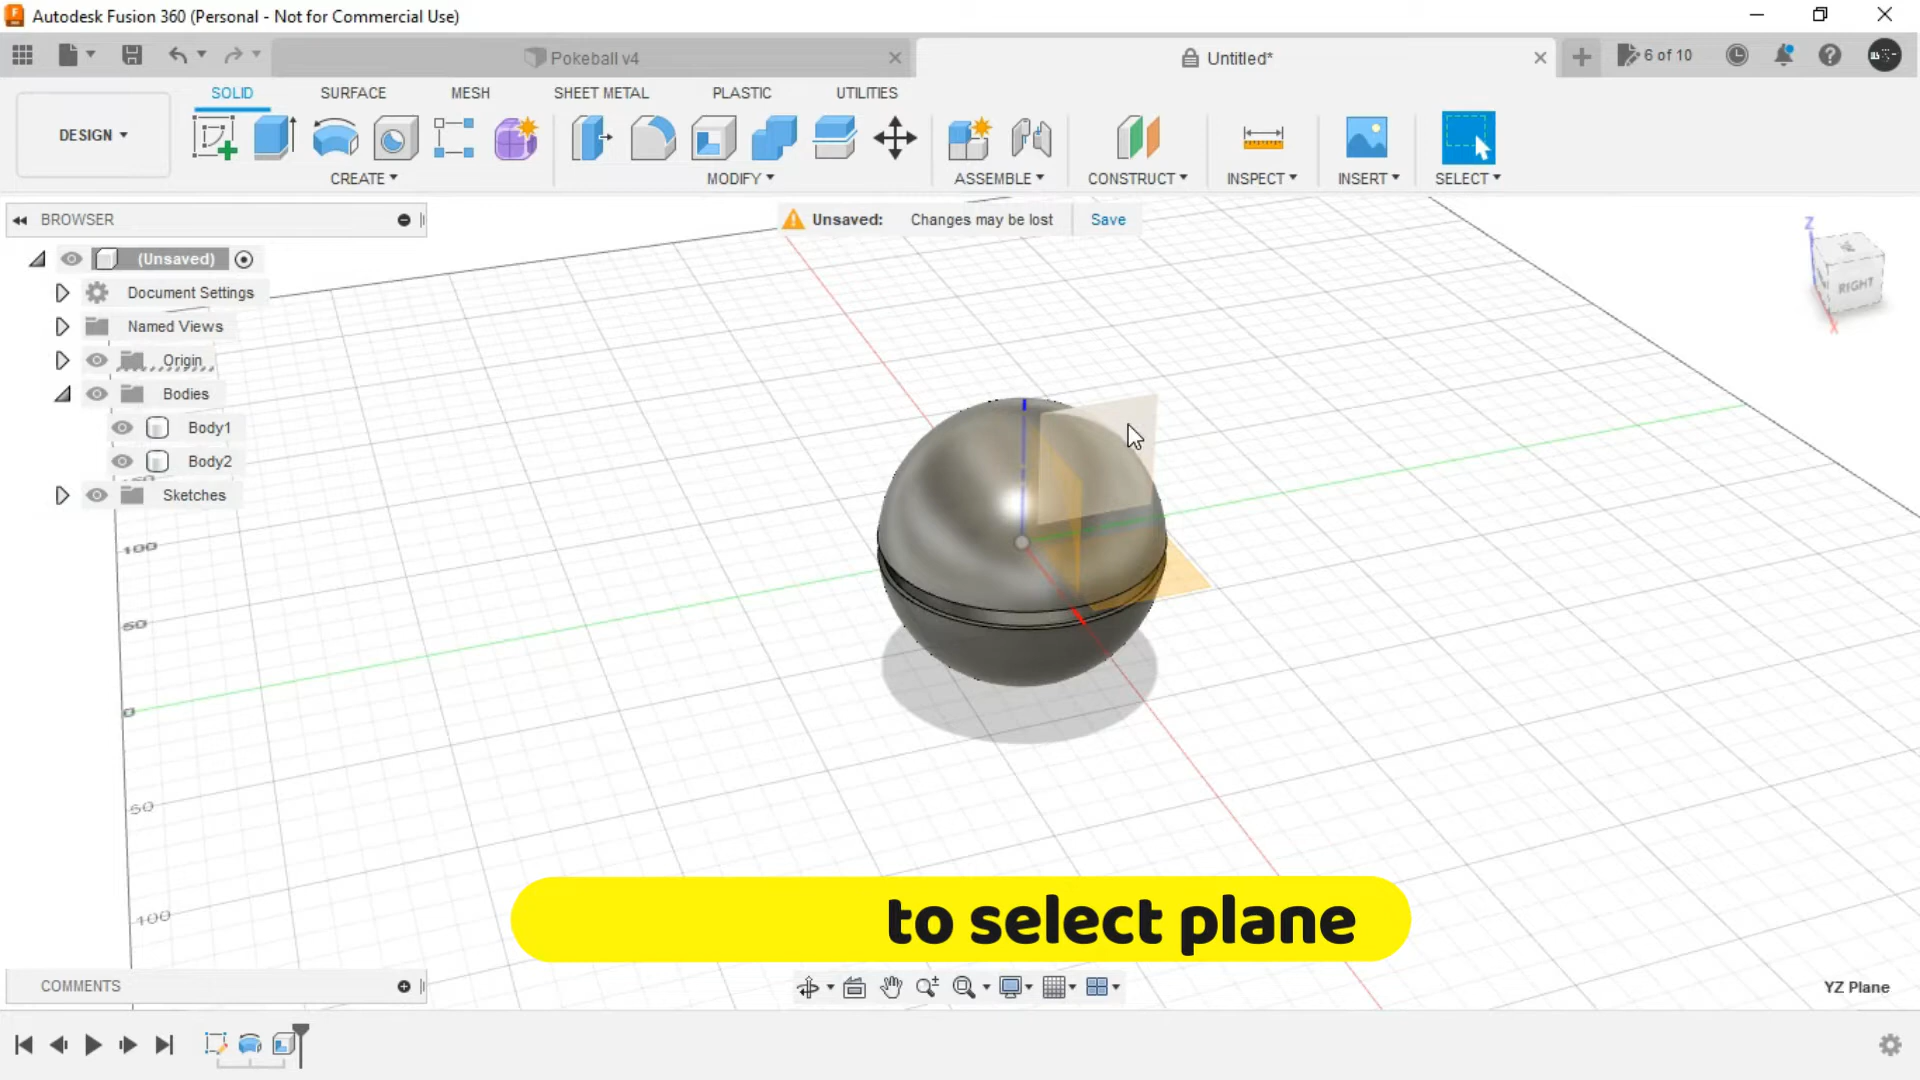 Autodesk Fusion 360 (Personal - Not for Commercial Use)
Pokeball v4
Untitled*
6 of 10
DESIGN
SOLID
SURFACE
MESH
SHEET METAL
PLASTIC
UTILITIES
CREATE
MODIFY
ASSEMBLE
CONSTRUCT
INSPECT
INSERT
SELECT
BROWSER
Unsaved: Changes may be lost
Save
(Unsaved)
Document Settings
Named Views
Origin
Bodies
Body1
Body2
Sketches
Z
RIGHT
X
100
50
0
50
100
to select plane
COMMENTS
YZ Plane